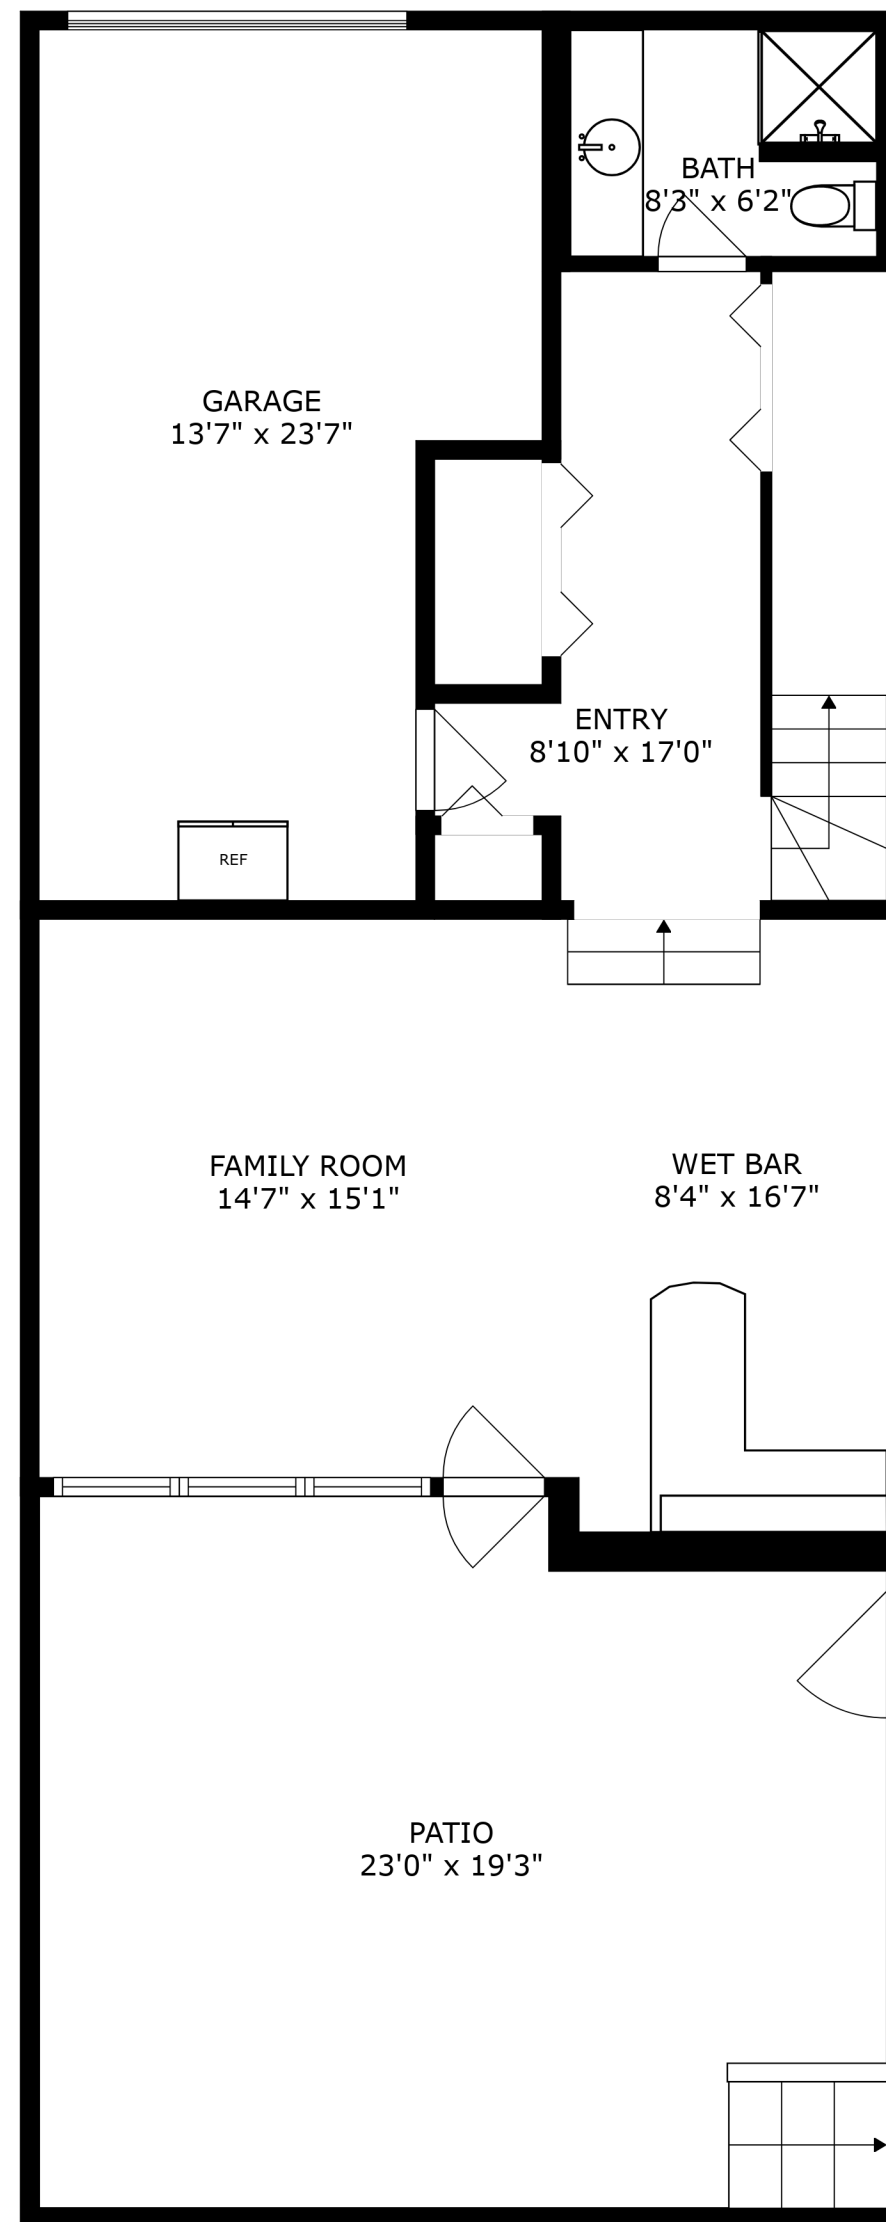 BATH
8'3" x 6'2"
GARAGE
13'7" x 23'7"
ENTRY
8'10" x 17'0"
REF
FAMILY ROOM
14'7" x 15'1"
WET BAR
8'4" x 16'7"
PATIO
23'0" x 19'3"